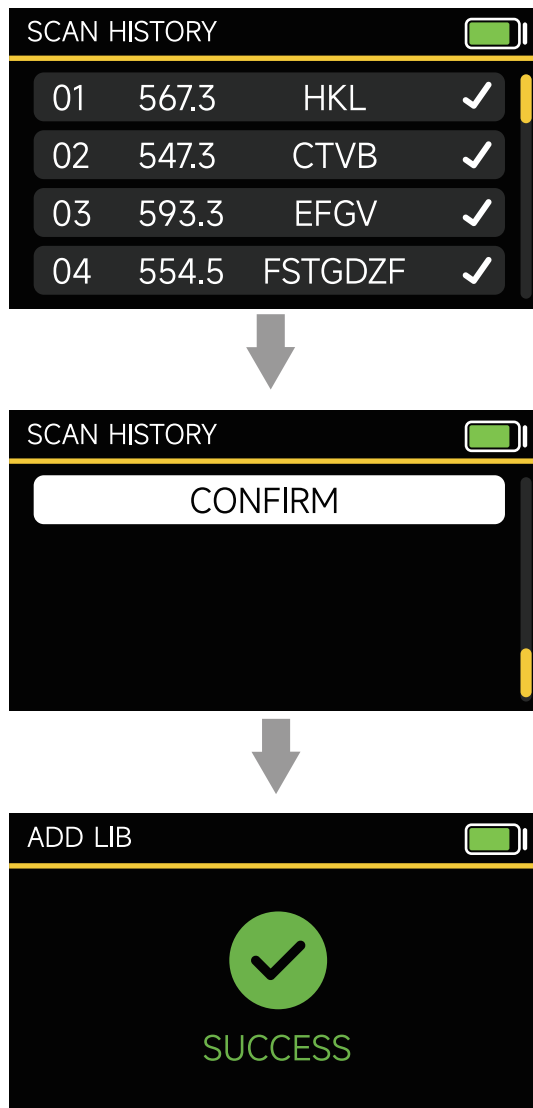 SCAN HISTORY
01 567.3 HKL
02 547.3 CTVB
03 593.3 EFGV
04 554.5 FSTGDZF
SCAN HISTORY
CONFIRM
ADD LIB
SUCCESS